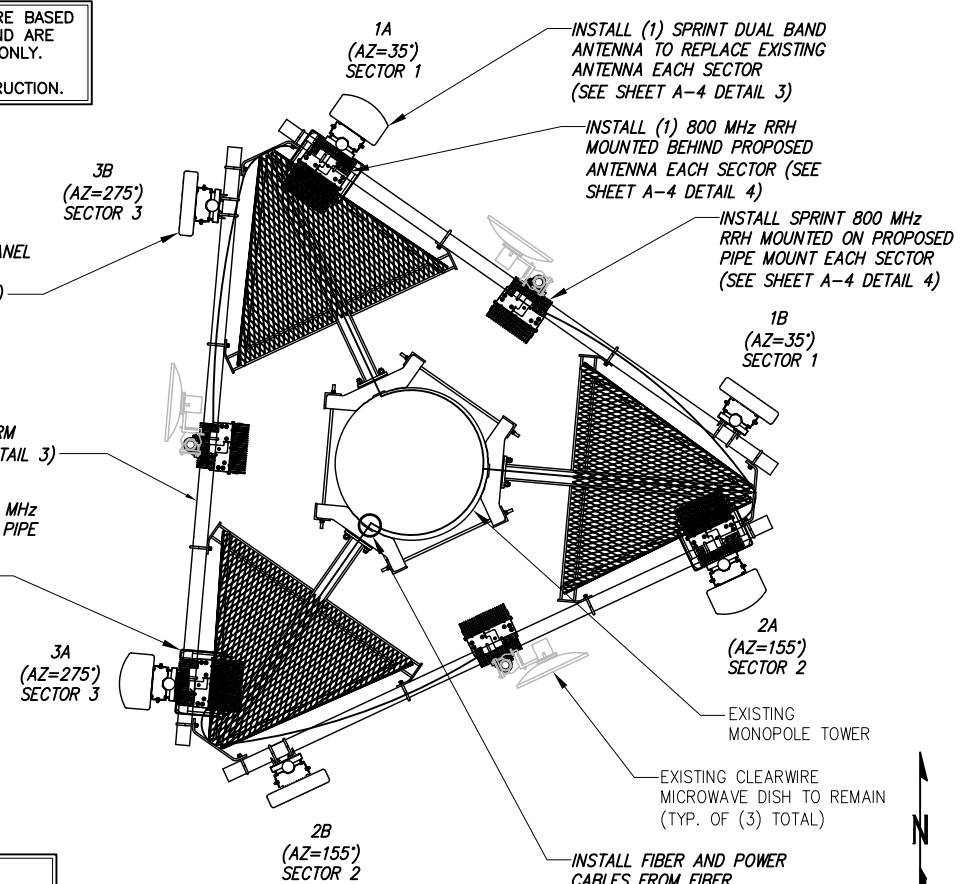 RE BASED
ND ARE
ONLY.
RUCTION.
1A
(AZ=35°)
SECTOR 1
INSTALL (1) SPRINT DUAL BAND
ANTENNA TO REPLACE EXISTING
ANTENNA EACH SECTOR
(SEE SHEET A-4 DETAIL 3)
INSTALL (1) 800 MHz RRH
MOUNTED BEHIND PROPOSED
ANTENNA EACH SECTOR (SEE
SHEET A-4 DETAIL 4)
3B
(AZ=275°)
SECTOR 3
INSTALL SPRINT 800 MHz
RRH MOUNTED ON PROPOSED
PIPE MOUNT EACH SECTOR
(SEE SHEET A-4 DETAIL 4)
ANEL
)
1B
(AZ=35°)
SECTOR 1
RM
TAIL 3)
MHz
PIPE
3A
(AZ=275°)
SECTOR 3
2A
(AZ=155°)
SECTOR 2
EXISTING
MONOPOLE TOWER
EXISTING CLEARWIRE
MICROWAVE DISH TO REMAIN
(TYP. OF (3) TOTAL)
N
2B
(AZ=155°)
SECTOR 2
INSTALL FIBER AND POWER
CABLES FROM FIBER